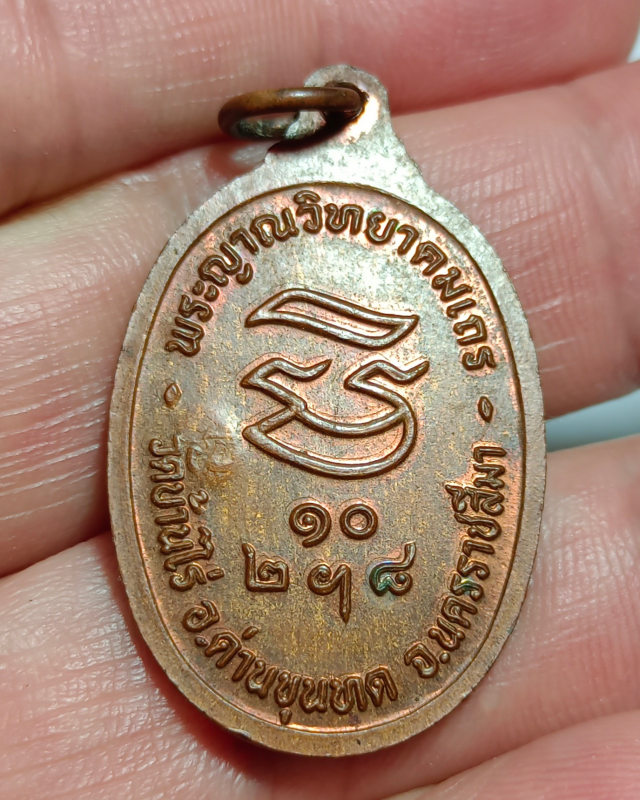 พระญาณวิทยาคมเถร
๑๐
๒ ฯ ๘
วัดบ้านไร่ อ.ด่านขุนทด จ.นครราชสีมา